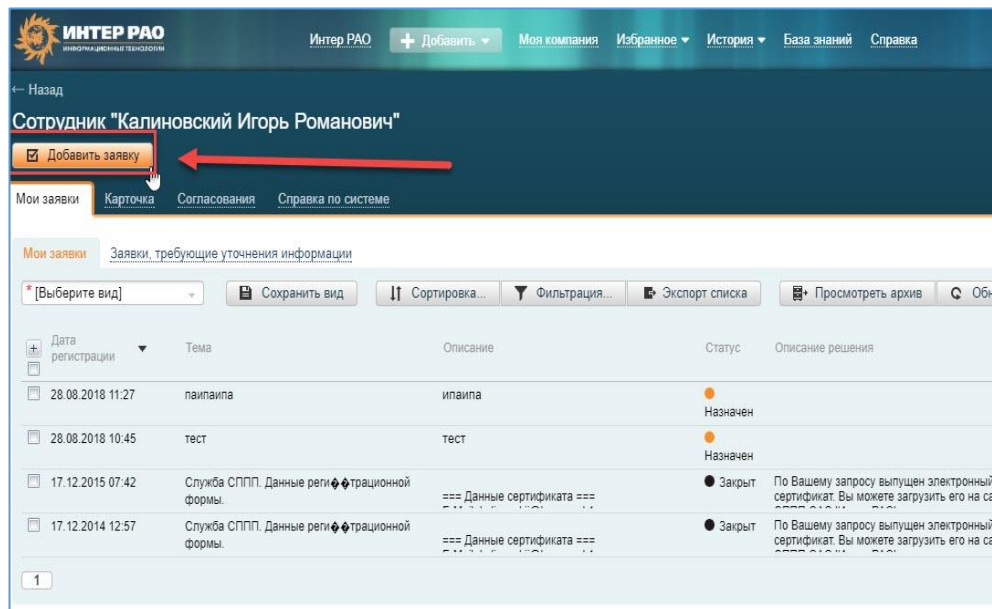 ИНТЕР РАО
ИНФОРМАЦИОННЫЕ ТЕХНОЛОГИИ
Интер РАО
Добавить
Моя компания
Избранное
История
База знаний
Справка
← Назад
Сотрудник "Калиновский Игорь Романович"
Добавить заявку
Мои заявки Карточка Согласования Справка по системе
Мои заявки Заявки, требующие уточнения информации
* [Выберите вид] Сохранить вид Сортировка... Фильтрация... Экспорт списка Просмотреть архив
Дата регистрации Тема Описание Статус Описание решения
28.08.2018 11:27 паипаипа ипаипа Назначен
28.08.2018 10:45 тест тест Назначен
17.12.2015 07:42 Служба СППП. Данные реги��трационной формы. === Данные сертификата === Закрыт По Вашему запросу выпущен электронный сертификат. Вы можете загрузить его на
17.12.2014 12:57 Служба СППП. Данные реги��трационной формы. === Данные сертификата === Закрыт По Вашему запросу выпущен электронный сертификат. Вы можете загрузить его на
1